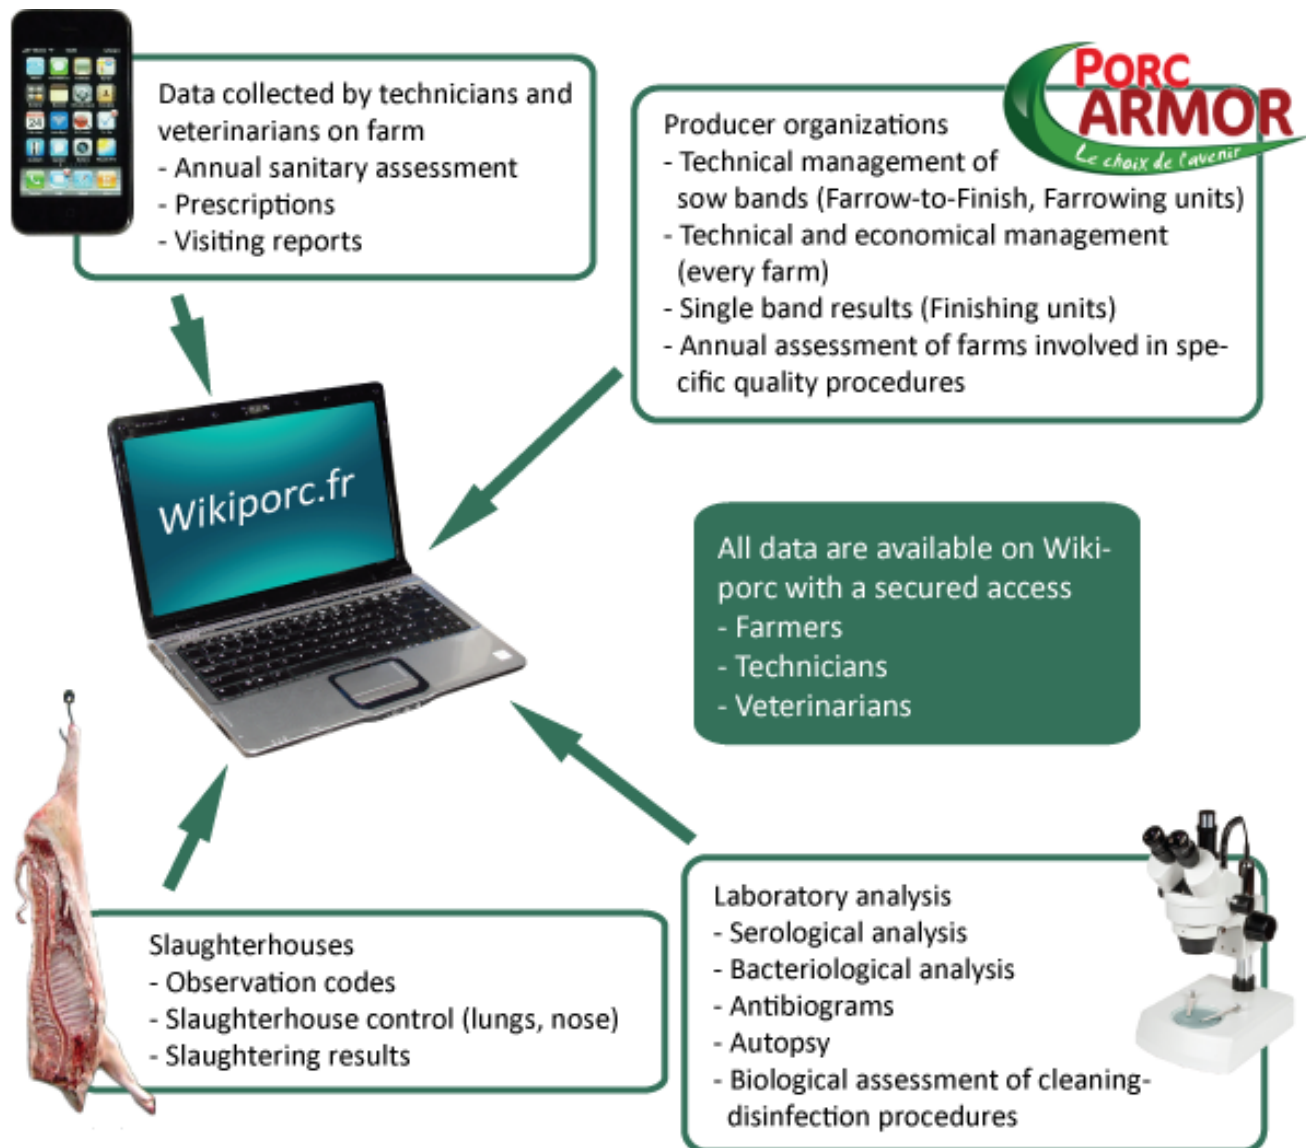 Data collected by technicians and
veterinarians on farm
- Annual sanitary assessment
- Prescriptions
- Visiting reports
PORC
ARMOR
Le choix de l'avenir
Producer organizations
- Technical management of
sow bands (Farrow-to-Finish, Farrowing units)
- Technical and economical management
(every farm)
- Single band results (Finishing units)
- Annual assessment of farms involved in spe-
cific quality procedures
Wikiporc.fr
All data are available on Wiki-
porc with a secured access
- Farmers
- Technicians
- Veterinarians
Slaughterhouses
- Observation codes
- Slaughterhouse control (lungs, nose)
- Slaughtering results
Laboratory analysis
- Serological analysis
- Bacteriological analysis
- Antibiograms
- Autopsy
- Biological assessment of cleaning-
disinfection procedures